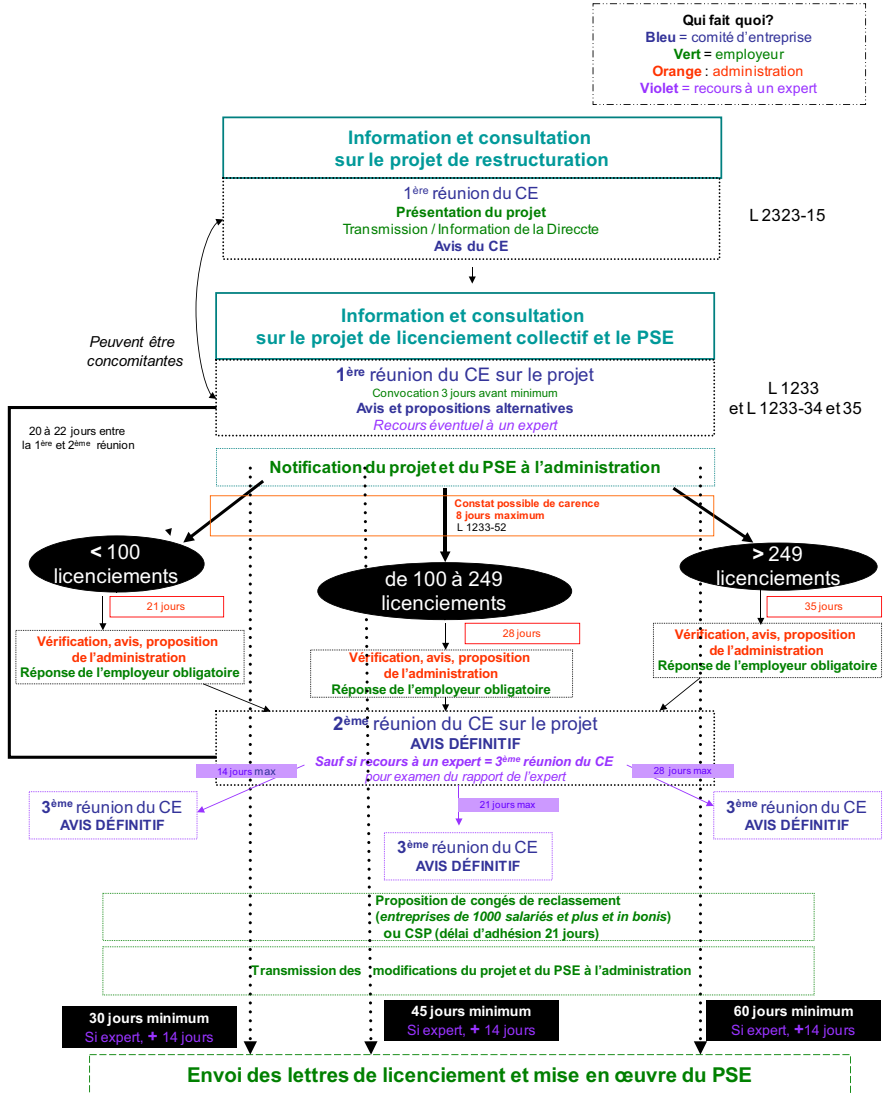 Qui fait quoi?
Bleu = comité d'entreprise
Vert = employeur
Orange : administration
Violet = recours à un expert
Information et consultation
sur le projet de restructuration
1ère réunion du CE
Présentation du projet
Transmission / Information de la Direccte
Avis du CE
L 2323-15
Information et consultation
sur le projet de licenciement collectif et le PSE
Peuvent être
concomitantes
1ère réunion du CE sur le projet
Convocation 3 jours avant minimum
Avis et propositions alternatives
Recours éventuel à un expert
L 1233
et L 1233-34 et 35
20 à 22 jours entre
la 1ère et 2ème réunion
Notification du projet et du PSE à l'administration
Constat possible de carence
8 jours maximum
L 1233-52
< 100
licenciements
de 100 à 249
licenciements
> 249
licenciements
21 jours
28 jours
35 jours
Vérification, avis, proposition
de l'administration
Réponse de l'employeur obligatoire
Vérification, avis, proposition
de l'administration
Réponse de l'employeur obligatoire
Vérification, avis, proposition
de l'administration
Réponse de l'employeur obligatoire
2ème réunion du CE sur le projet
AVIS DÉFINITIF
Sauf si recours à un expert = 3ème réunion du CE
pour examen du rapport de l'expert
14 jours max
28 jours max
21 jours max
3ème réunion du CE
AVIS DÉFINITIF
3ème réunion du CE
AVIS DÉFINITIF
3ème réunion du CE
AVIS DÉFINITIF
Proposition de congés de reclassement
(entreprises de 1000 salariés et plus et in bonis)
ou CSP (délai d'adhésion 21 jours)
Transmission des modifications du projet et du PSE à l'administration
30 jours minimum
Si expert, + 14 jours
45 jours minimum
Si expert, + 14 jours
60 jours minimum
Si expert, +14 jours
Envoi des lettres de licenciement et mise en œuvre du PSE